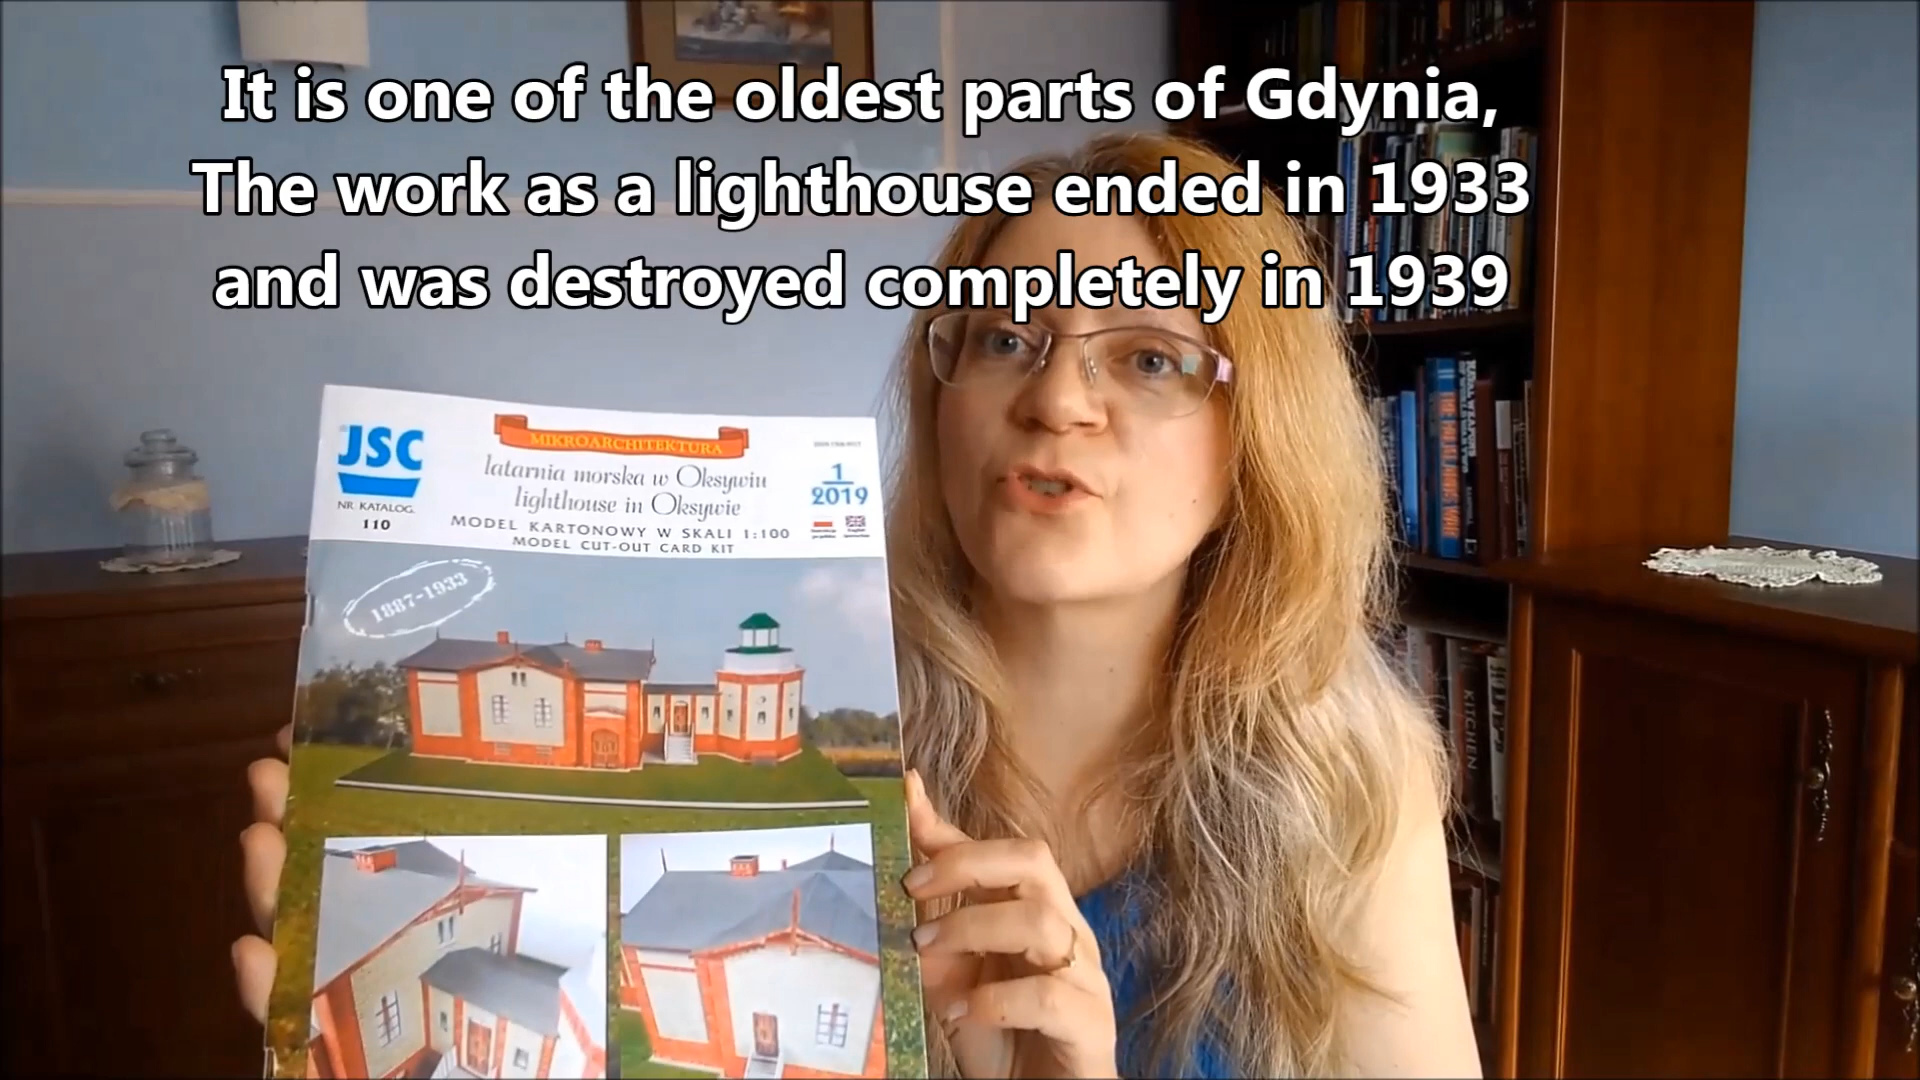 It is one of the oldest parts of Gdynia,
The work as a lighthouse ended in 1933
and was destroyed completely in 1939
JSC
NR. KATALOG.
110
MIKROARCHITEKTURA
latarnia morska w Oksywiu
lighthouse in Oksywie
MODEL KARTONOWY W SKALI 1:100
MODEL CUT-OUT CARD KIT
1
2019
1887-1933
KITCHEN